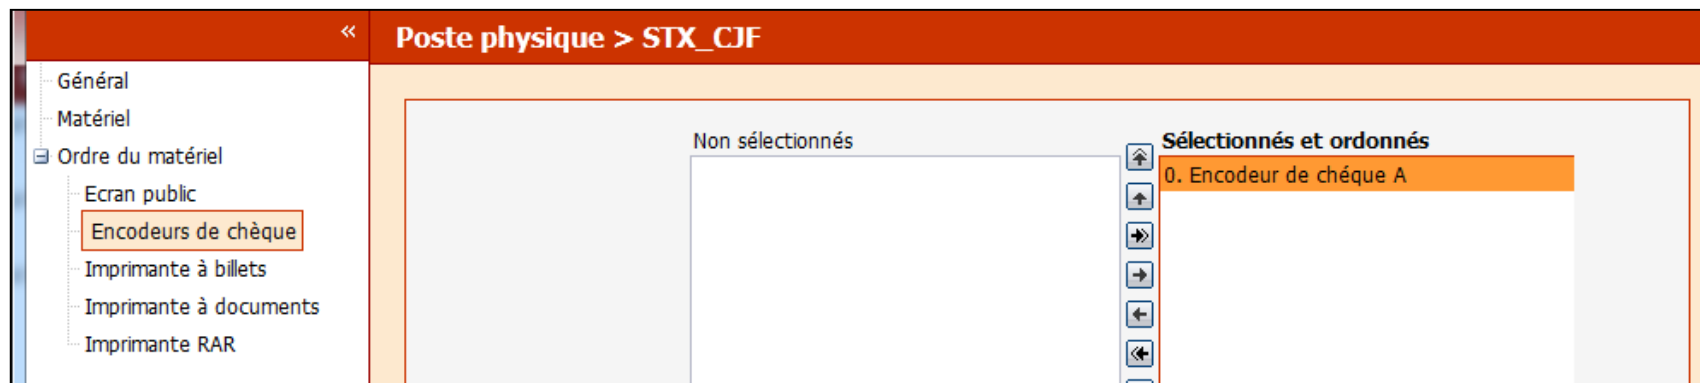 «
Poste physique > STX_CJF
Général
Matériel
Ordre du matériel
Ecran public
Encodeurs de chèque
Imprimante à billets
Imprimante à documents
Imprimante RAR
Non sélectionnés
Sélectionnés et ordonnés
0. Encodeur de chéque A